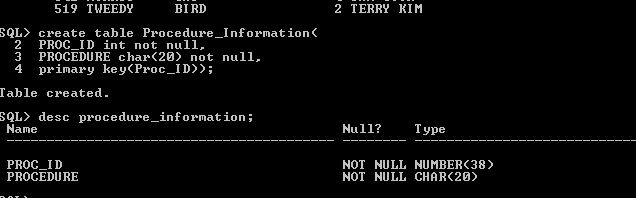 519 TWEEDY BIRD 2 TERRY KIM
SQL> create table Procedure_Information(
2 PROC_ID int not null,
3 PROCEDURE char(20) not null,
4 primary key(Proc_ID));
Table created.
SQL> desc procedure_information;
Name Null? Type
----------------------------------------- -------- ----------------------------
PROC_ID NOT NULL NUMBER(38)
PROCEDURE NOT NULL CHAR(20)